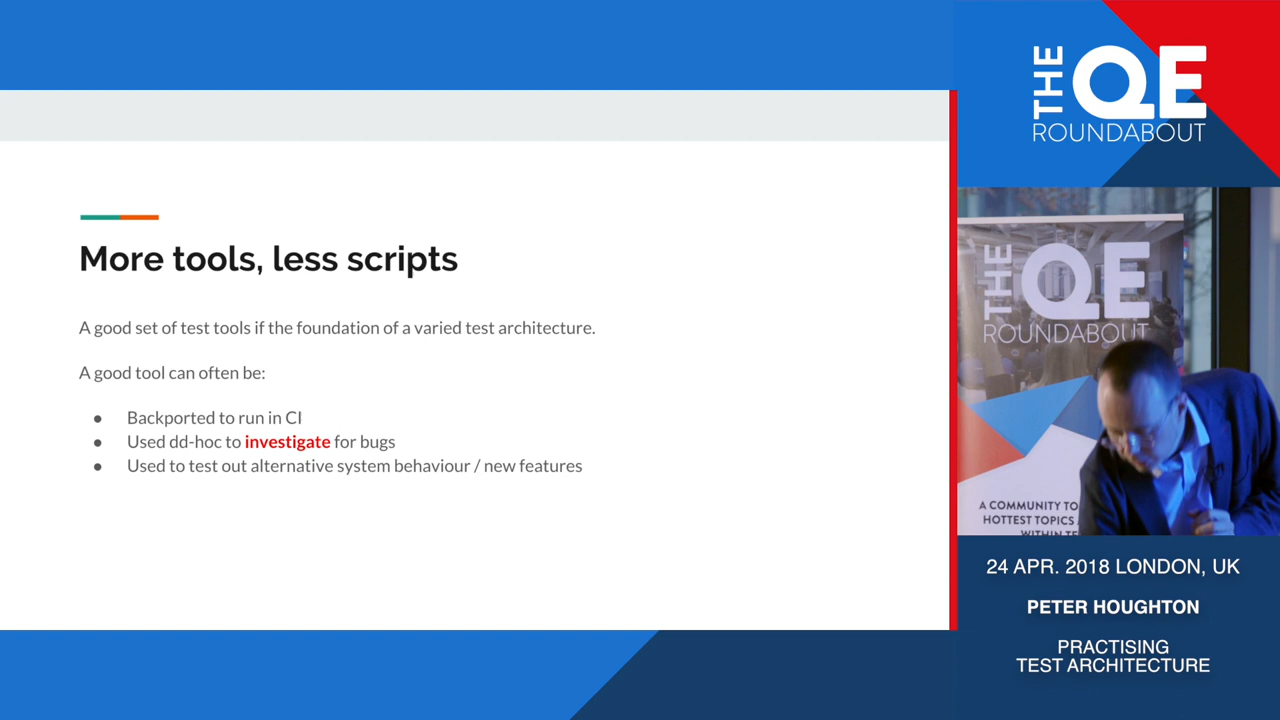 More tools, less scripts
A good set of test tools if the foundation of a varied test architecture.
A good tool can often be:
● Backported to run in CI
● Used dd-hoc to investigate for bugs
● Used to test out alternative system behaviour / new features
THE QE
ROUNDABOUT
THE QE
ROUNDABOUT
A COMMUNITY TO
HOTTEST TOPICS
WITHIN
24 APR. 2018 LONDON, UK
PETER HOUGHTON
PRACTISING
TEST ARCHITECTURE